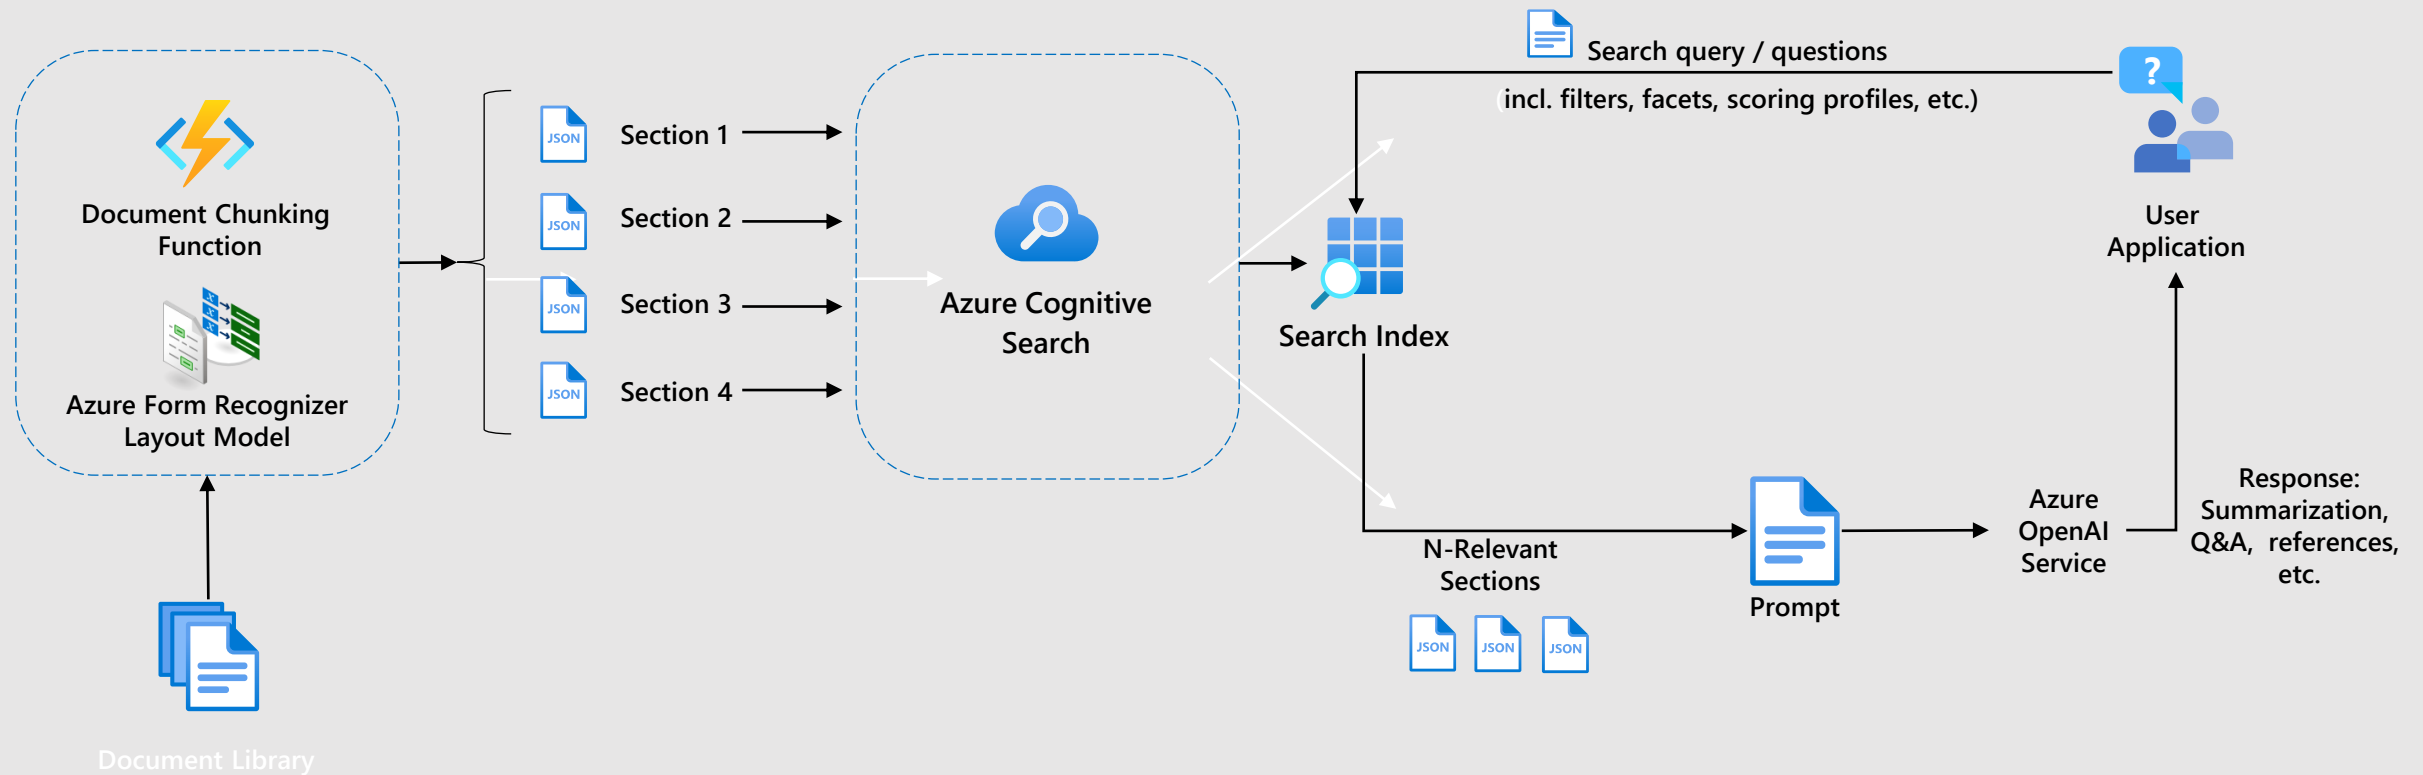 Document Chunking
Function
Azure Form Recognizer
Layout Model
Document Library
JSON
Section 1
JSON
Section 2
JSON
Section 3
JSON
Section 4
Azure Cognitive
Search
Search query / questions
(incl. filters, facets, scoring profiles, etc.)
Search Index
?
User
Application
N-Relevant
Sections
JSON
JSON
JSON
Prompt
Azure
OpenAI
Service
Response:
Summarization,
Q&A,  references,
etc.